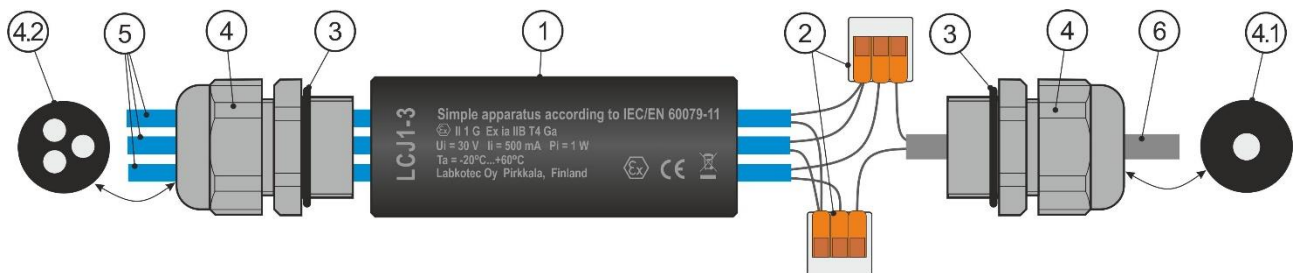 4.2
5
4
3
1
2
3
4
6
4.1
LCJ1-3
Simple apparatus according to IEC/EN 60079-11
Ex II 1 G Ex ia IIB T4 Ga
Ui = 30 V Ii = 500 mA Pi = 1 W
Ta = -20°C...+60°C
Labkotec Oy Pirkkala, Finland
Ex CE